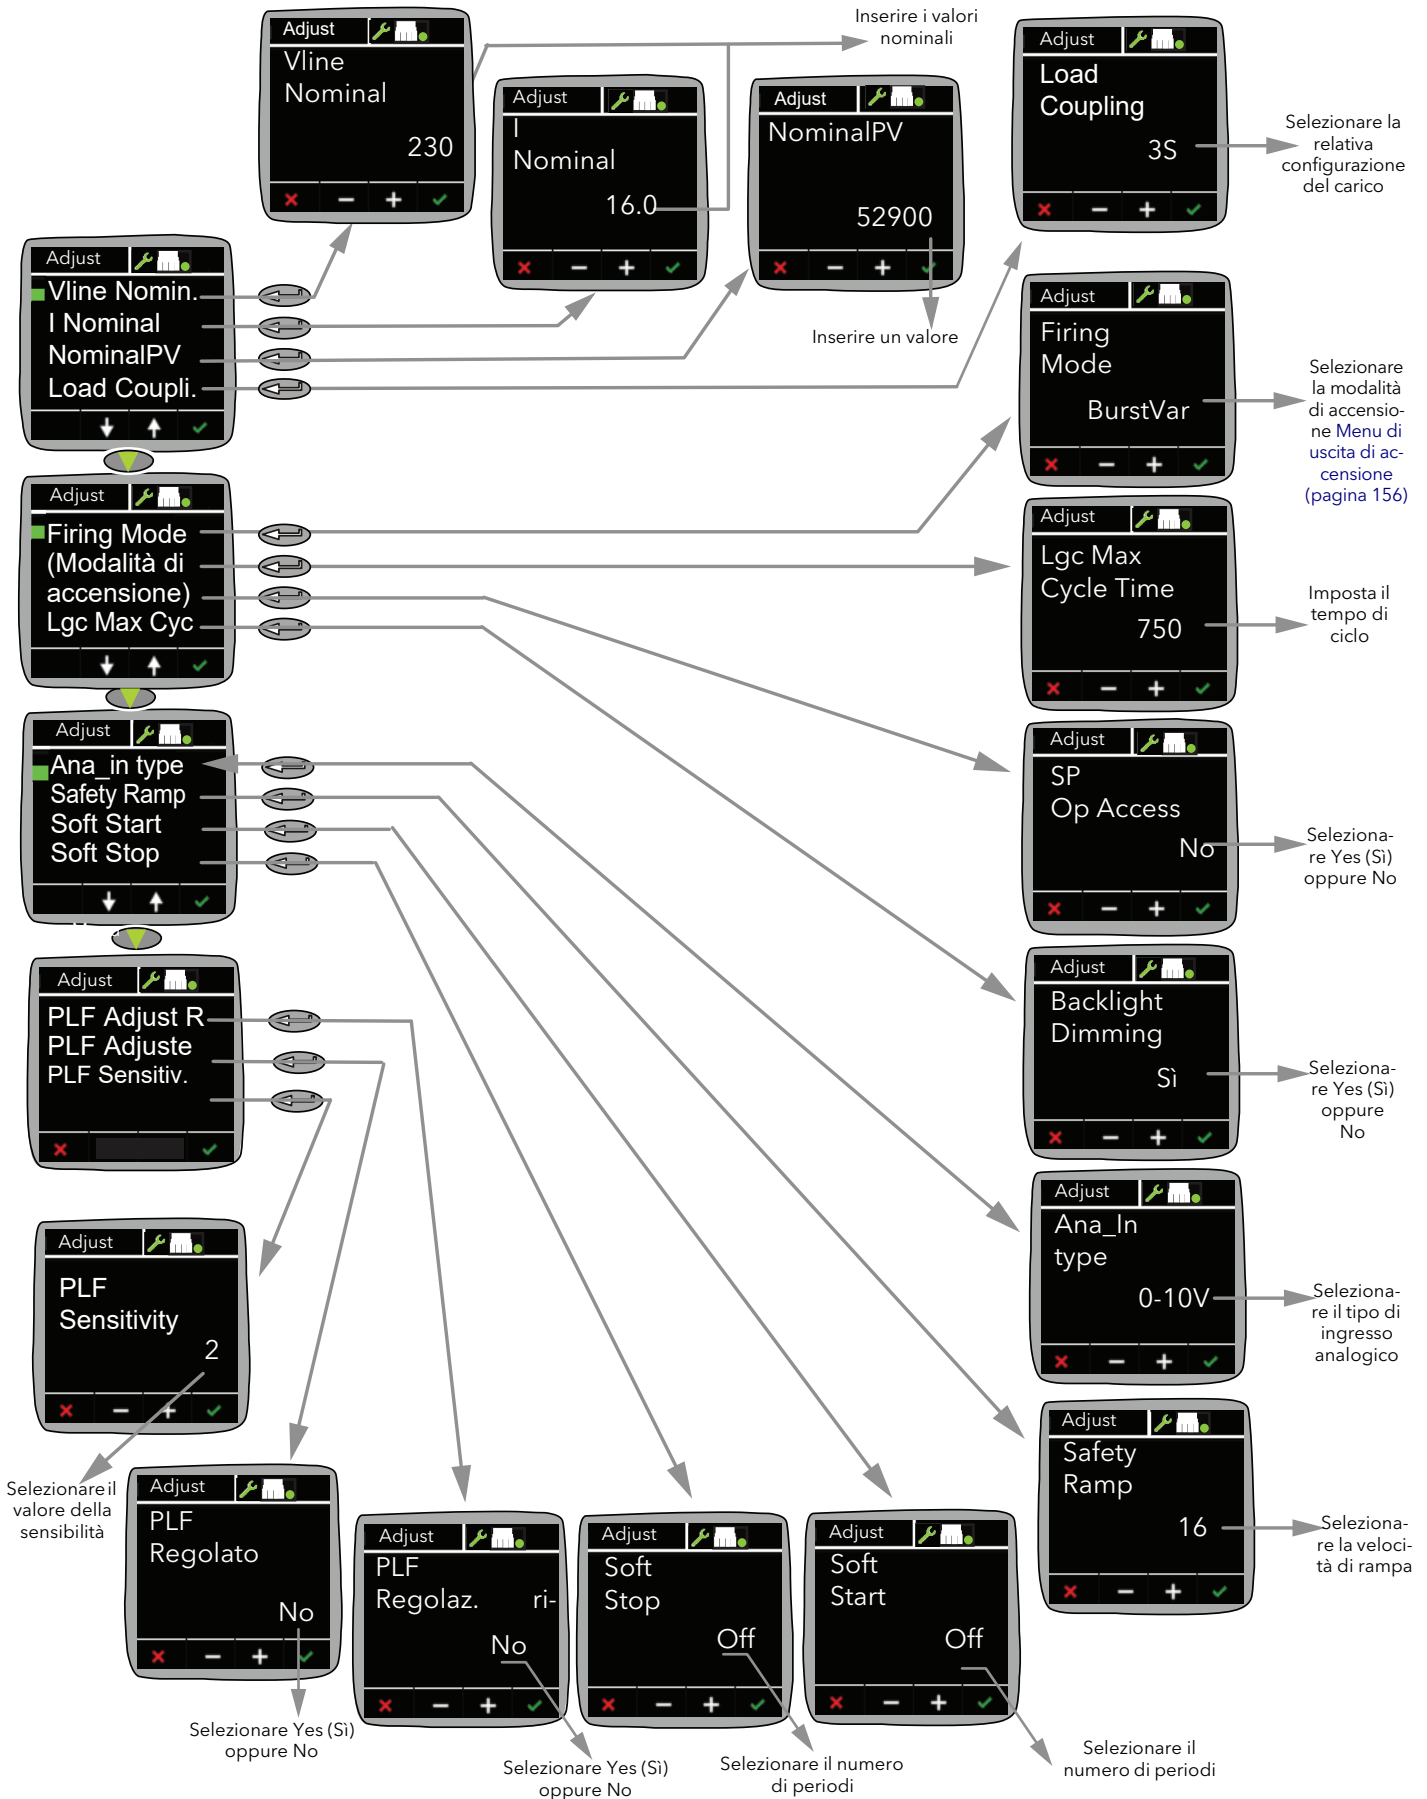 Adjust
Vline
Nominal
230
Inserire i valori
nominali
Adjust
I
Nominal
16.0
Adjust
NominalPV
52900
Inserire un valore
Adjust
Load
Coupling
3S
Selezionare la
relativa
configurazione
del carico
Adjust
Vline Nomin.
I Nominal
NominalPV
Load Coupli.
Adjust
Firing
Mode
BurstVar
Selezionare
la modalità
di accensio-
ne Menu di
uscita di ac-
censione
(pagina 156)
Adjust
Firing Mode
(Modalità di
accensione)
Lgc Max Cyc
Adjust
Lgc Max
Cycle Time
750
Imposta il
tempo di
ciclo
Adjust
Ana_in type
Safety Ramp
Soft Start
Soft Stop
Adjust
SP
Op Access
No
Seleziona-
re Yes (Sì)
oppure No
Adjust
PLF Adjust R
PLF Adjuste
PLF Sensitiv.
Adjust
Backlight
Dimming
Sì
Seleziona-
re Yes (Sì)
oppure
No
Adjust
Ana_In
type
0-10V
Seleziona-
re il tipo di
ingresso
analogico
Adjust
PLF
Sensitivity
2
Selezionare il
valore della
sensibilità
Adjust
Safety
Ramp
16
Seleziona-
re la veloci-
tà di rampa
Adjust
PLF
Regolato
No
Selezionare Yes (Sì)
oppure No
Adjust
PLF
Regolaz. ri-
No
Selezionare Yes (Sì)
oppure No
Adjust
Soft
Stop
Off
Selezionare il numero
di periodi
Adjust
Soft
Start
Off
Selezionare il
numero di periodi